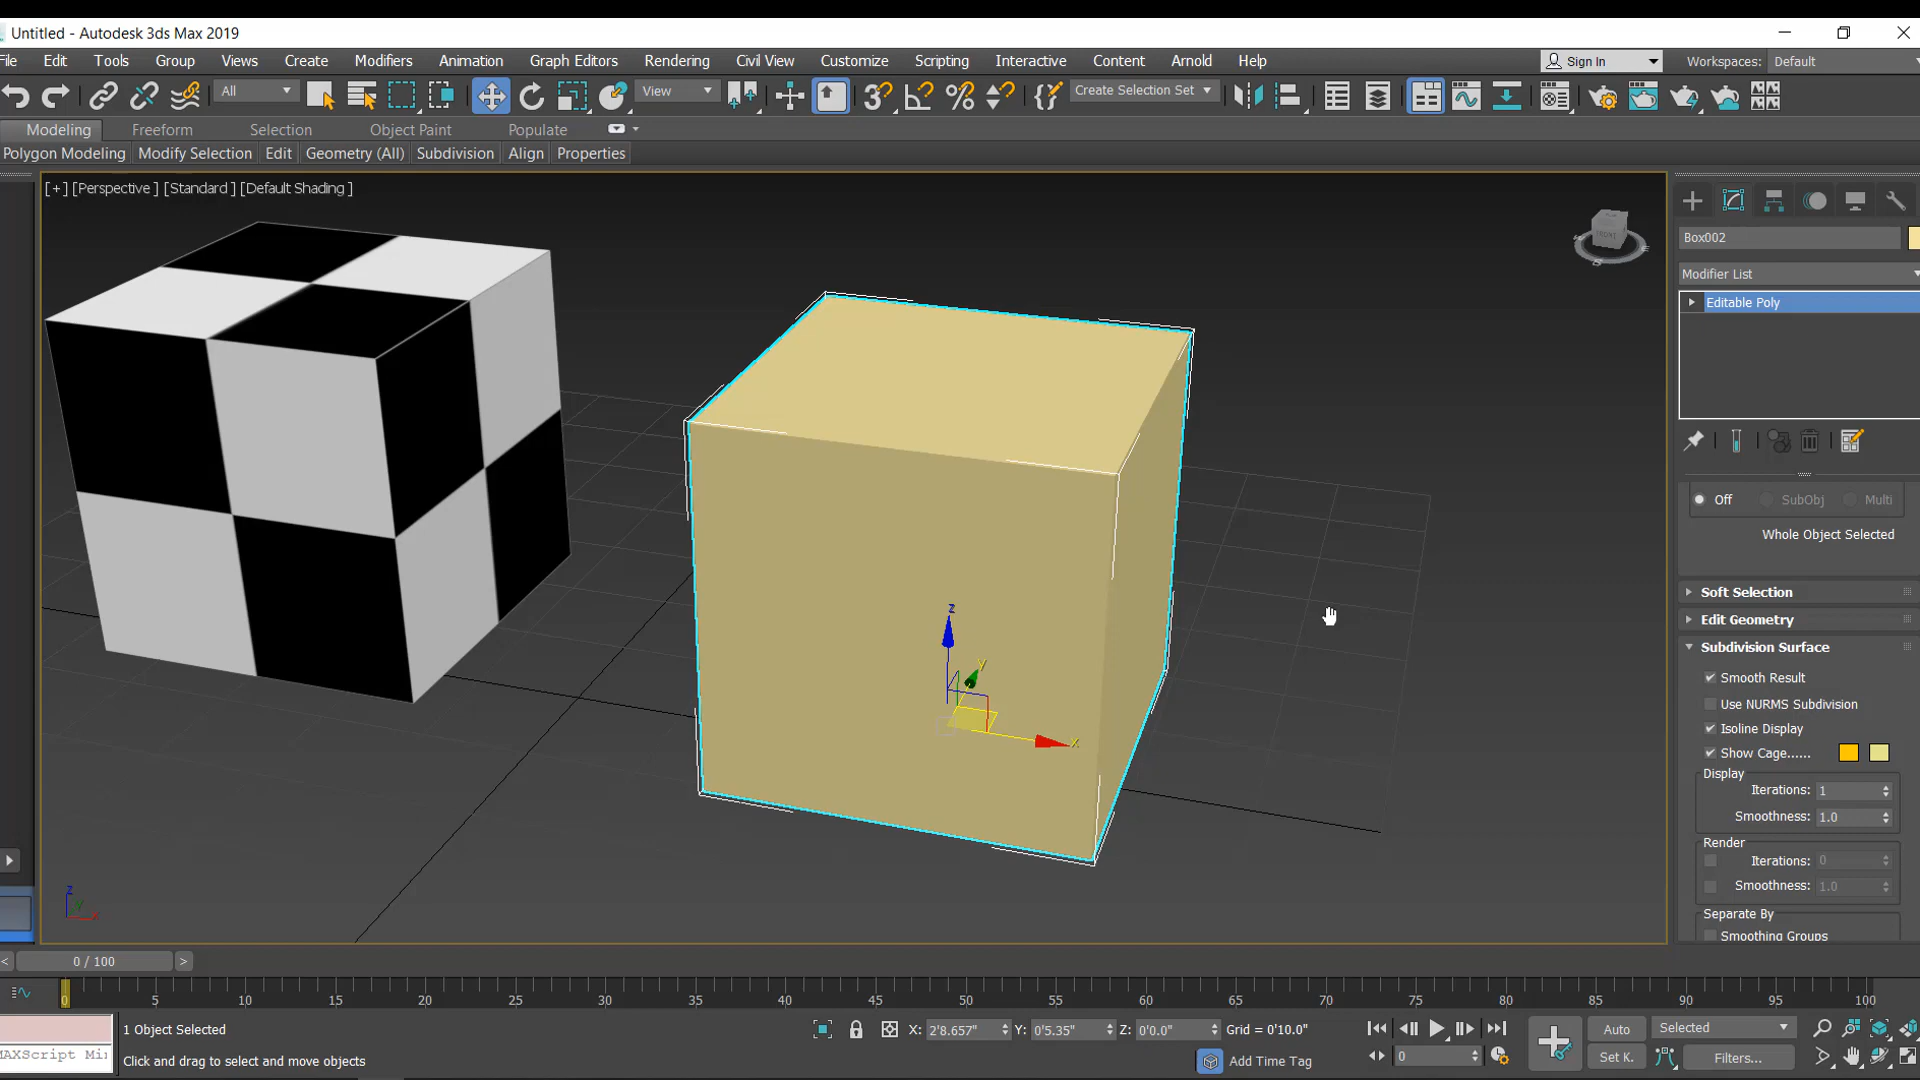 Untitled - Autodesk 3ds Max 2019
File Edit Tools Group Views Create Modifiers Animation Graph Editors Rendering Civil View Customize Scripting Interactive Content Arnold Help Sign In Workspaces: Default
All View Create Selection Set
Modeling Freeform Selection Object Paint Populate
Polygon Modeling Modify Selection Edit Geometry (All) Subdivision Align Properties
[+] [Perspective ] [Standard ] [Default Shading ]
FRONT
Box002
Modifier List
Editable Poly
Off SubObj Multi
Whole Object Selected
Soft Selection
Edit Geometry
Subdivision Surface
Smooth Result
Use NURMS Subdivision
Isoline Display
Show Cage......
Display
Iterations: 1
Smoothness: 1.0
Render
Iterations: 0
Smoothness: 1.0
Separate By
Smoothing Groups
z
y
x
z
y
x
< 0 / 100 >
0 5 10 15 20 25 30 35 40 45 50 55 60 65 70 75 80 85 90 95 100
1 Object Selected X: 2'8.657" Y: 0'5.35" Z: 0'0.0" Grid = 0'10.0" Auto Selected
MAXScript Mi Click and drag to select and move objects Add Time Tag 0 Set K. Filters...